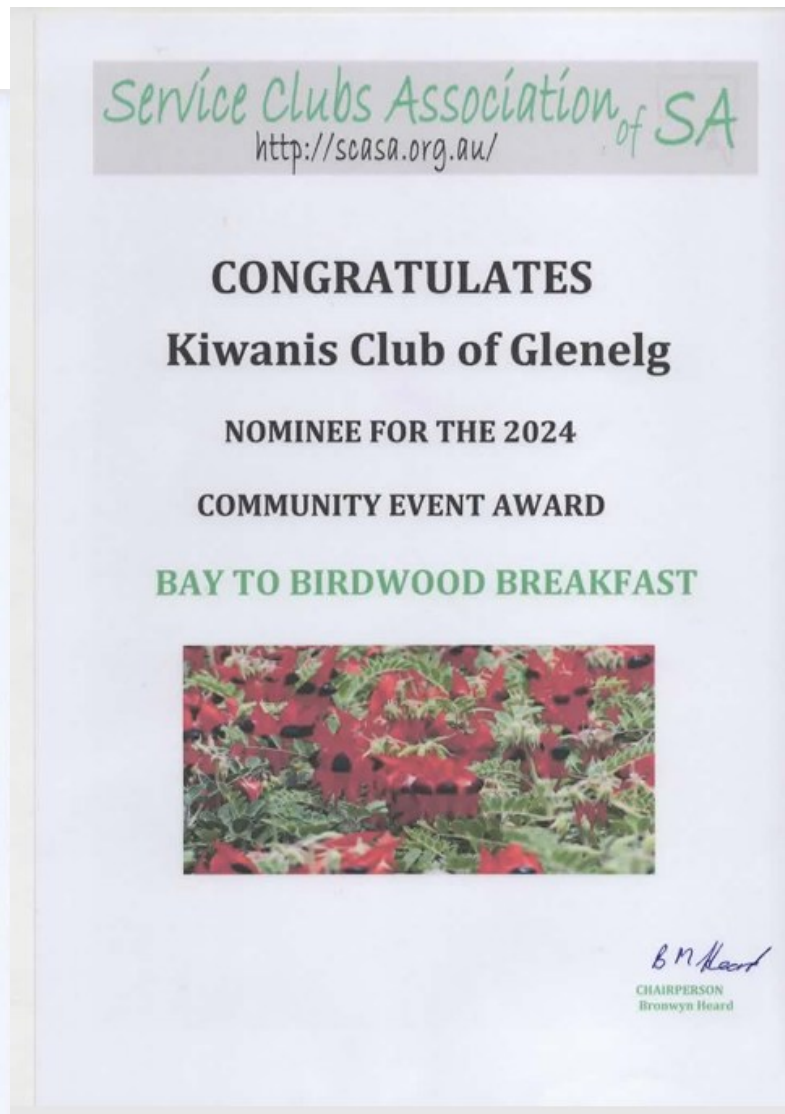 Service Clubs Association of SA
http://scasa.org.au/
CONGRATULATES
Kiwanis Club of Glenelg
NOMINEE FOR THE 2024
COMMUNITY EVENT AWARD
BAY TO BIRDWOOD BREAKFAST
B M Heard
CHAIRPERSON
Bronwyn Heard